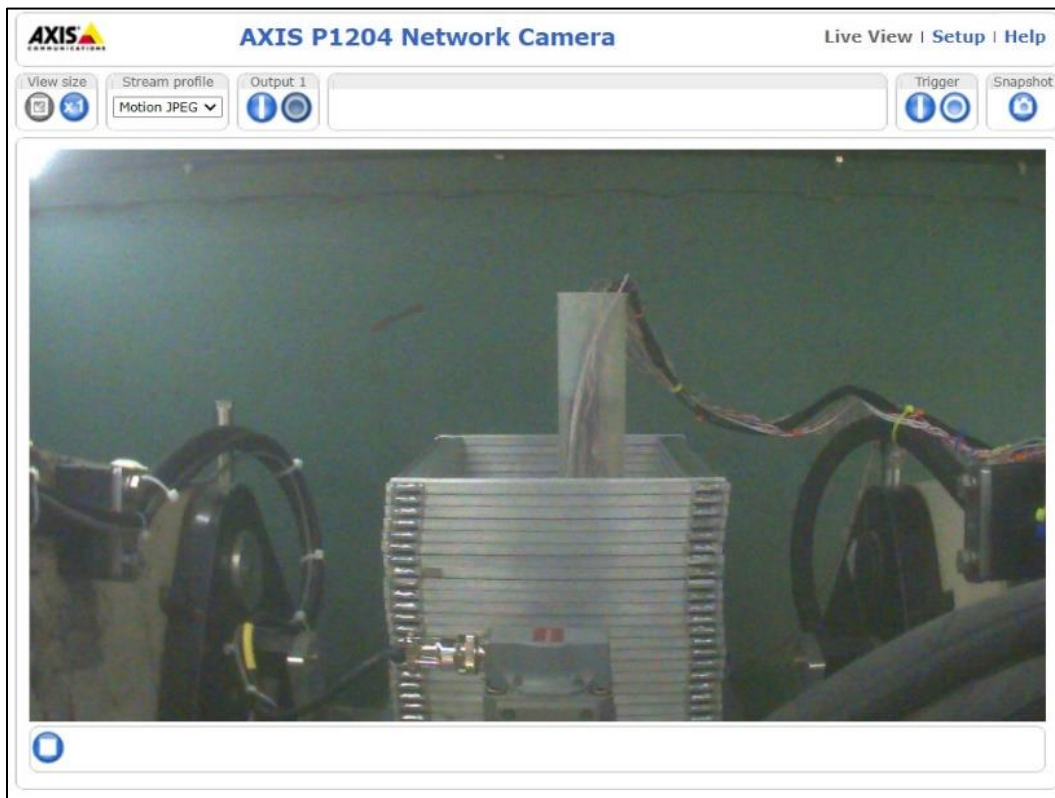 AXIS
COMMUNICATIONS
AXIS P1204 Network Camera
Live View | Setup | Help
View size
Stream profile
Output 1
Trigger
Snapshot
x1
Motion JPEG